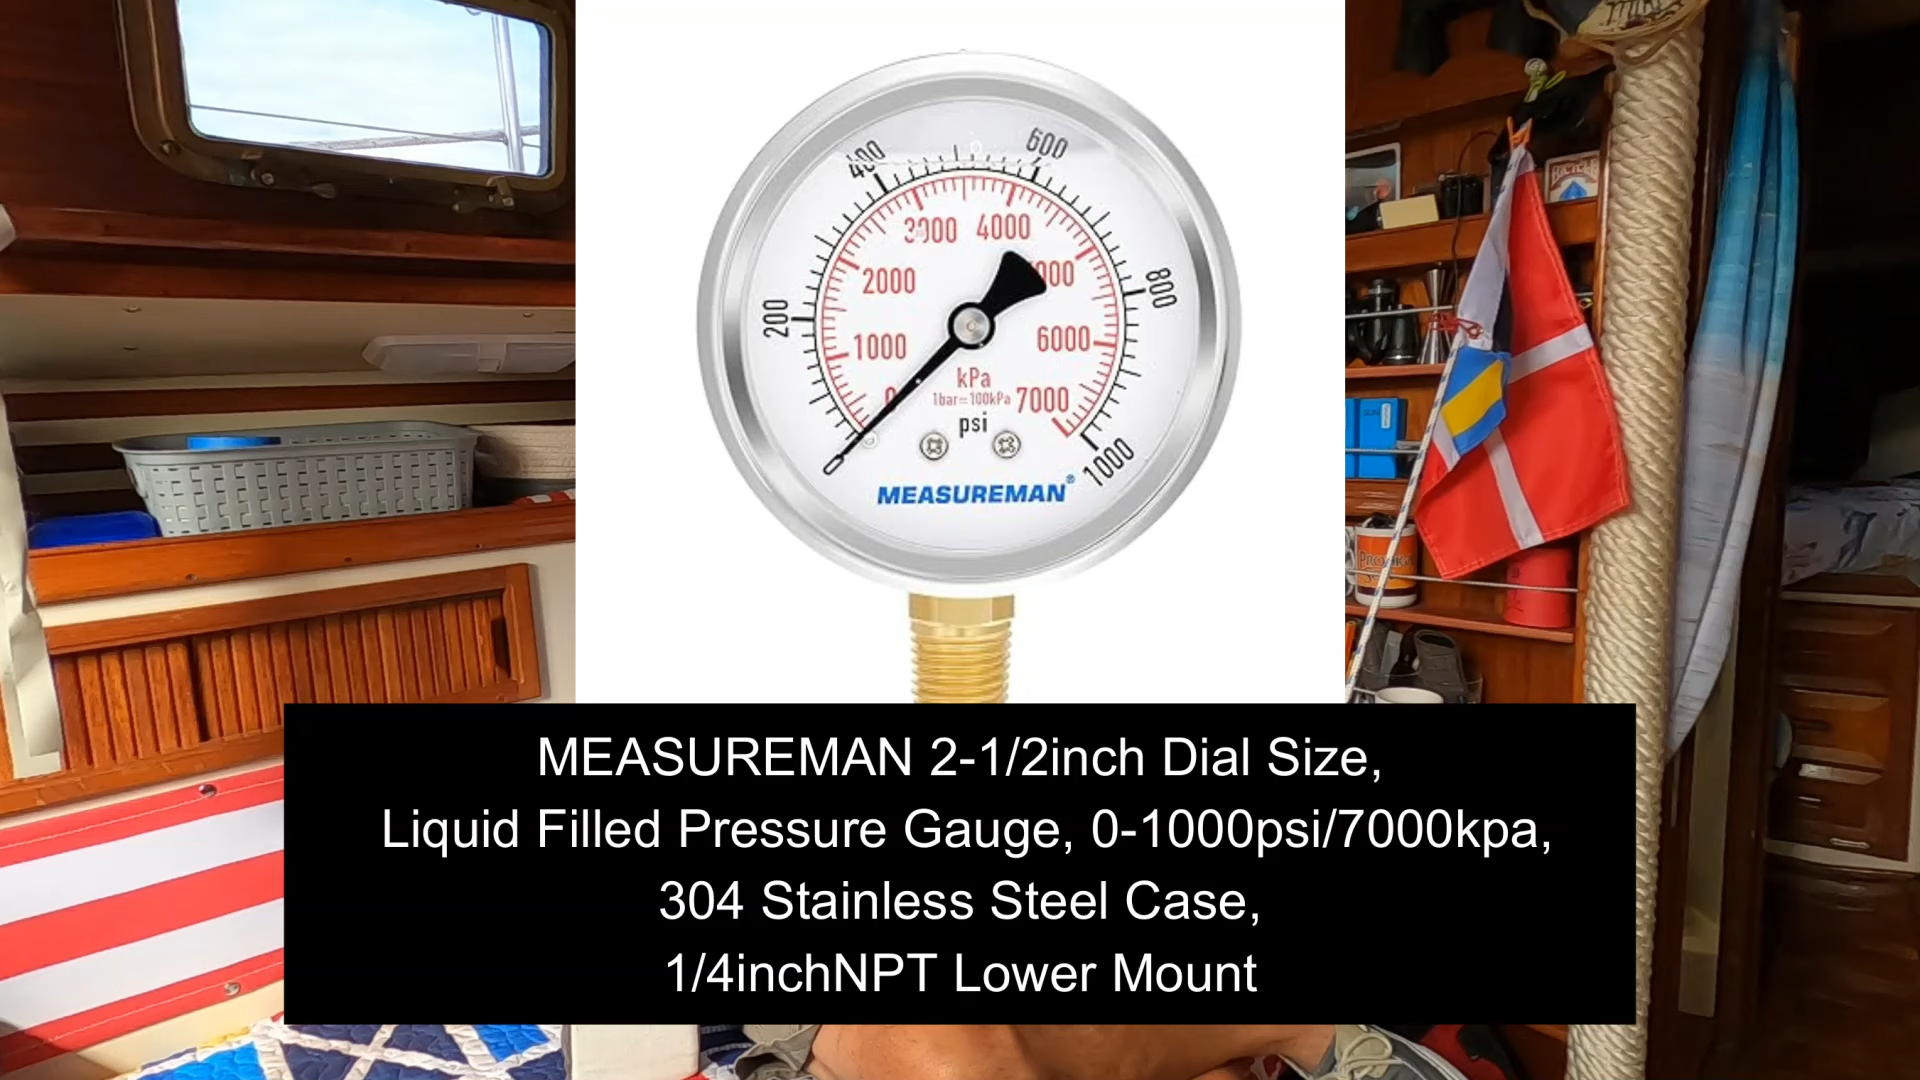 400
600
3000 4000
2000
200
800
1000
6000
kPa
1bar=100kPa
7000
psi
1000
MEASUREMAN®
BICYCLE
MEASUREMAN 2-1/2inch Dial Size,
Liquid Filled Pressure Gauge, 0-1000psi/7000kpa,
304 Stainless Steel Case,
1/4inchNPT Lower Mount